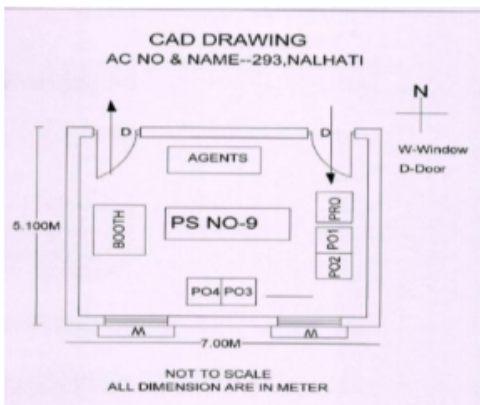 CAD DRAWING
AC NO & NAME--293,NALHATI
N
W-Window
D-Door
D
D
AGENTS
5.100M
BOOTH
PS NO-9
PRO
PO1
PO2
PO4
PO3
W
W
7.00M
NOT TO SCALE
ALL DIMENSION ARE IN METER